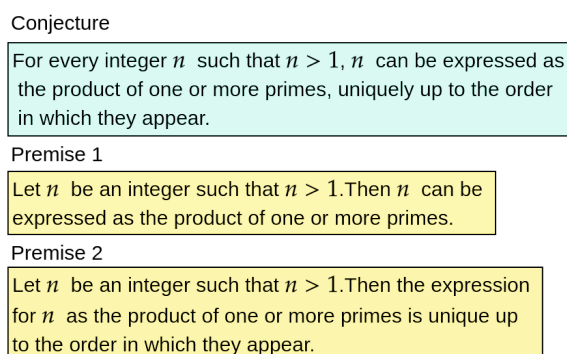 Conjecture
For every integer n such that n > 1, n can be expressed as
the product of one or more primes, uniquely up to the order
in which they appear.
Premise 1
Let n be an integer such that n > 1.Then n can be
expressed as the product of one or more primes.
Premise 2
Let n be an integer such that n > 1.Then the expression
for n as the product of one or more primes is unique up
to the order in which they appear.